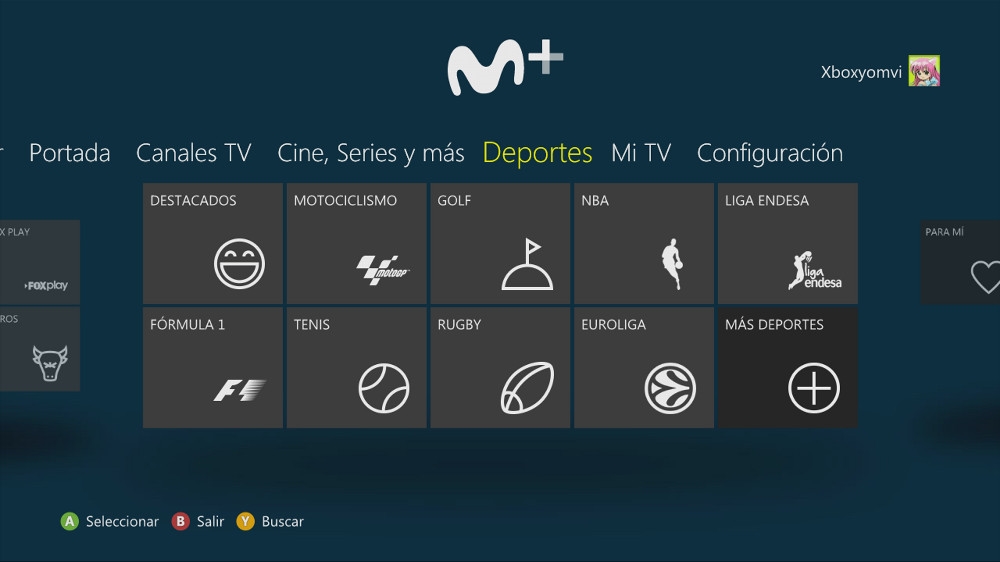 M+
Xboxyomvi
r Portada Canales TV Cine, Series y más Deportes Mi TV Configuración
X PLAY
FOXplay
ROS
DESTACADOS
MOTOCICLISMO
motoGP
GOLF
NBA
LIGA ENDESA
liga
endesa
FÓRMULA 1
F1
TENIS
RUGBY
EUROLIGA
MÁS DEPORTES
PARA MÍ
A Seleccionar B Salir Y Buscar